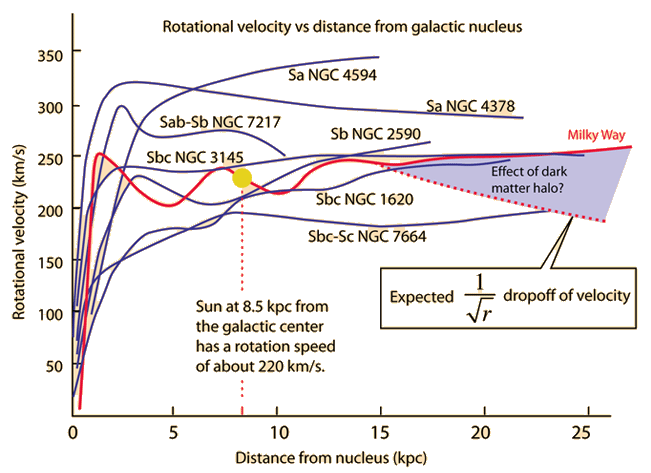 Rotational velocity vs distance from galactic nucleus
Rotational velocity (km/s)
350
300
250
200
150
100
50
0
5
10
15
20
25
Distance from nucleus (kpc)
Sa NGC 4594
Sa NGC 4378
Sab-Sb NGC 7217
Sb NGC 2590
Milky Way
Sbc NGC 3145
Effect of dark
matter halo?
Sbc NGC 1620
Sbc-Sc NGC 7664
Expected 1/√r dropoff of velocity
Sun at 8.5 kpc from
the galactic center
has a rotation speed
of about 220 km/s.